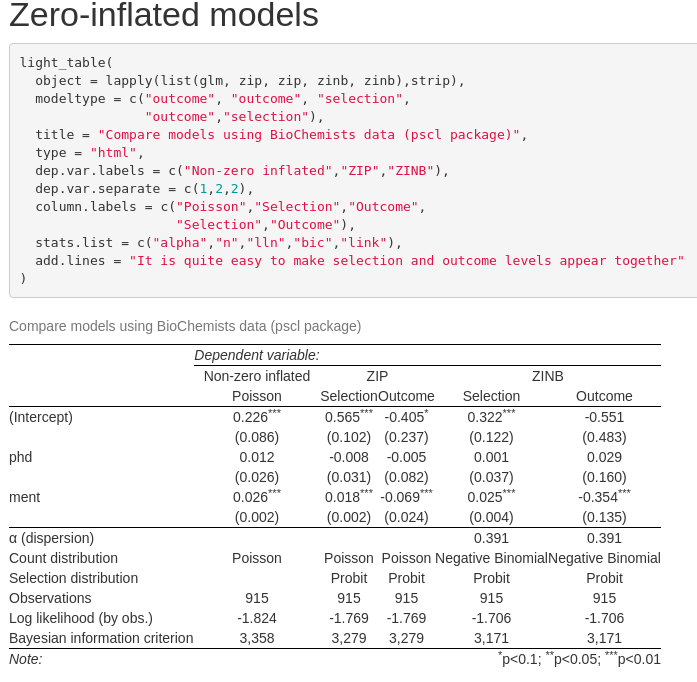 Zero-inflated models
light_table(
  object = lapply(list(glm, zip, zip, zinb, zinb),strip),
  modeltype = c("outcome", "outcome", "selection",
                "outcome","selection"),
  title = "Compare models using BioChemists data (pscl package)",
  type = "html",
  dep.var.labels = c("Non-zero inflated","ZIP","ZINB"),
  dep.var.separate = c(1,2,2),
  column.labels = c("Poisson","Selection","Outcome",
                    "Selection","Outcome"),
  stats.list = c("alpha","n","lln","bic","link"),
  add.lines = "It is quite easy to make selection and outcome levels appear together"
)
Compare models using BioChemists data (pscl package)
Dependent variable:
Non-zero inflated ZIP ZINB
Poisson Selection Outcome Selection Outcome
(Intercept) 0.226*** 0.565*** -0.405* 0.322*** -0.551
(0.086) (0.102) (0.237) (0.122) (0.483)
phd 0.012 -0.008 -0.005 0.001 0.029
(0.026) (0.031) (0.082) (0.037) (0.160)
ment 0.026*** 0.018*** -0.069*** 0.025*** -0.354***
(0.002) (0.002) (0.024) (0.004) (0.135)
α (dispersion) 0.391 0.391
Count distribution Poisson Poisson Poisson Negative Binomial Negative Binomial
Selection distribution Probit Probit Probit Probit
Observations 915 915 915 915 915
Log likelihood (by obs.) -1.824 -1.769 -1.769 -1.706 -1.706
Bayesian information criterion 3,358 3,279 3,279 3,171 3,171
Note: *p<0.1; **p<0.05; ***p<0.01